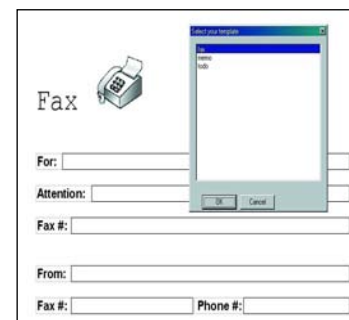 Select your template
fax
memo
todo
OK
Cancel
Fax
For:
Attention:
Fax #:
From:
Fax #:
Phone #: